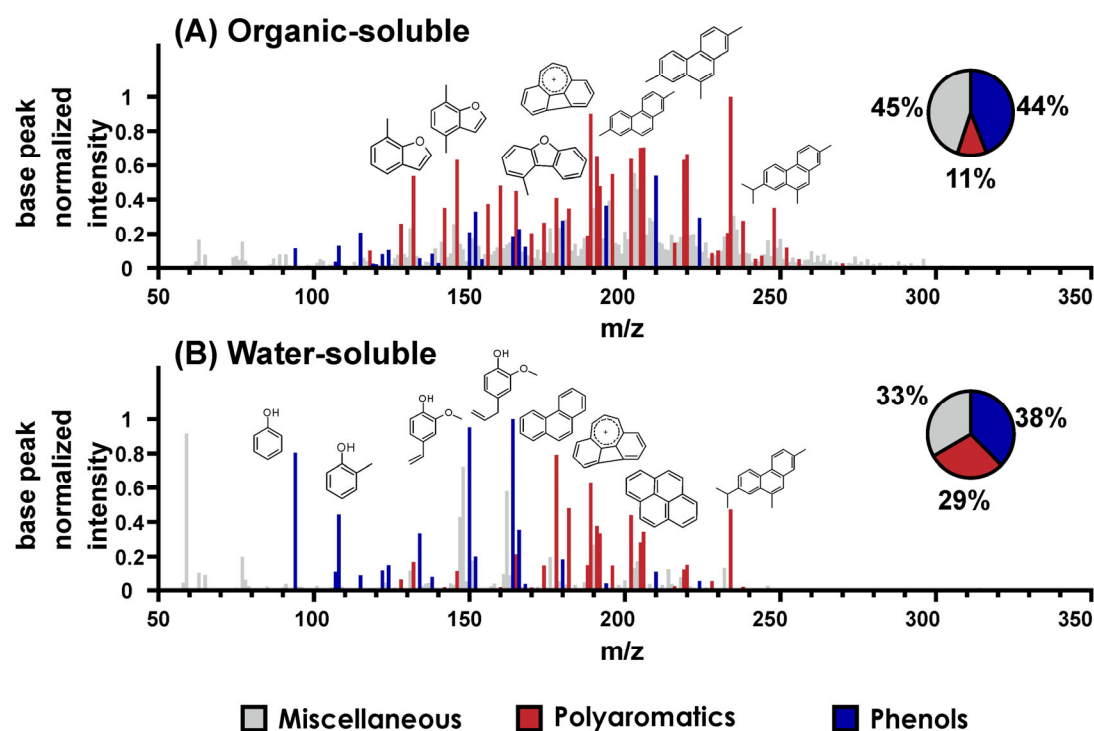 (A) Organic-soluble
base peak
normalized
intensity
1
0.8
0.6
0.4
0.2
0
50
100
150
200
250
300
350
m/z
O
O
+
O
45%
44%
11%
(B) Water-soluble
base peak
normalized
intensity
1
0.8
0.6
0.4
0.2
0
50
100
150
200
250
300
350
m/z
OH
OH
OH
O
OH
O
+
33%
38%
29%
Miscellaneous
Polyaromatics
Phenols